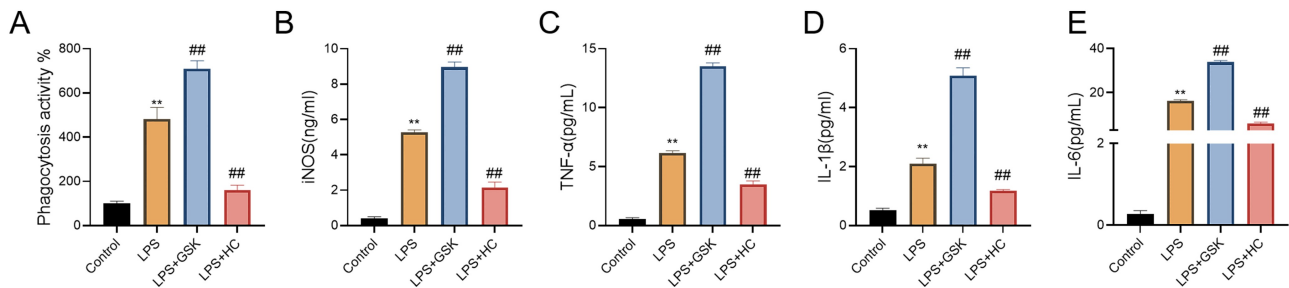 A
Phagocytosis activity %
800
600
400
200
0
**
##
##
Control
LPS
LPS+GSK
LPS+HC
B
iNOS(ng/ml)
10
8
6
4
2
0
**
##
##
Control
LPS
LPS+GSK
LPS+HC
C
TNF-α(pg/mL)
15
10
5
0
**
##
##
Control
LPS
LPS+GSK
LPS+HC
D
IL-1β(pg/ml)
6
4
2
0
**
##
##
Control
LPS
LPS+GSK
LPS+HC
E
IL-6(pg/mL)
40
20
2
0
**
##
##
Control
LPS
LPS+GSK
LPS+HC